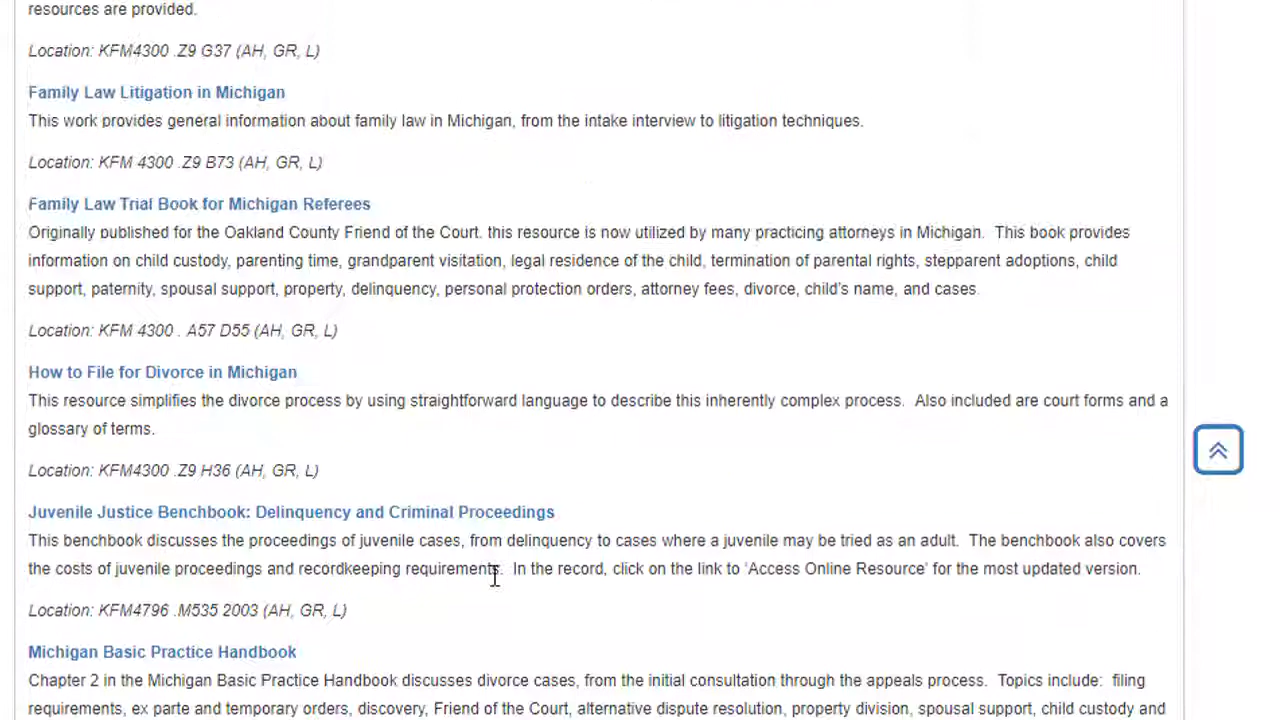 resources are provided.
Location: KFM4300 .Z9 G37 (AH, GR, L)
Family Law Litigation in Michigan
This work provides general information about family law in Michigan, from the intake interview to litigation techniques.
Location: KFM 4300 .Z9 B73 (AH, GR, L)
Family Law Trial Book for Michigan Referees
Originally published for the Oakland County Friend of the Court. this resource is now utilized by many practicing attorneys in Michigan.  This book provides
information on child custody, parenting time, grandparent visitation, legal residence of the child, termination of parental rights, stepparent adoptions, child
support, paternity, spousal support, property, delinquency, personal protection orders, attorney fees, divorce, child's name, and cases.
Location: KFM 4300 . A57 D55 (AH, GR, L)
How to File for Divorce in Michigan
This resource simplifies the divorce process by using straightforward language to describe this inherently complex process.  Also included are court forms and a
glossary of terms.
Location: KFM4300 .Z9 H36 (AH, GR, L)
Juvenile Justice Benchbook: Delinquency and Criminal Proceedings
This benchbook discusses the proceedings of juvenile cases, from delinquency to cases where a juvenile may be tried as an adult.  The benchbook also covers
the costs of juvenile proceedings and recordkeeping requirements.  In the record, click on the link to 'Access Online Resource' for the most updated version.
Location: KFM4796 .M535 2003 (AH, GR, L)
Michigan Basic Practice Handbook
Chapter 2 in the Michigan Basic Practice Handbook discusses divorce cases, from the initial consultation through the appeals process.  Topics include:  filing
requirements, ex parte and temporary orders, discovery, Friend of the Court, alternative dispute resolution, property division, spousal support, child custody and